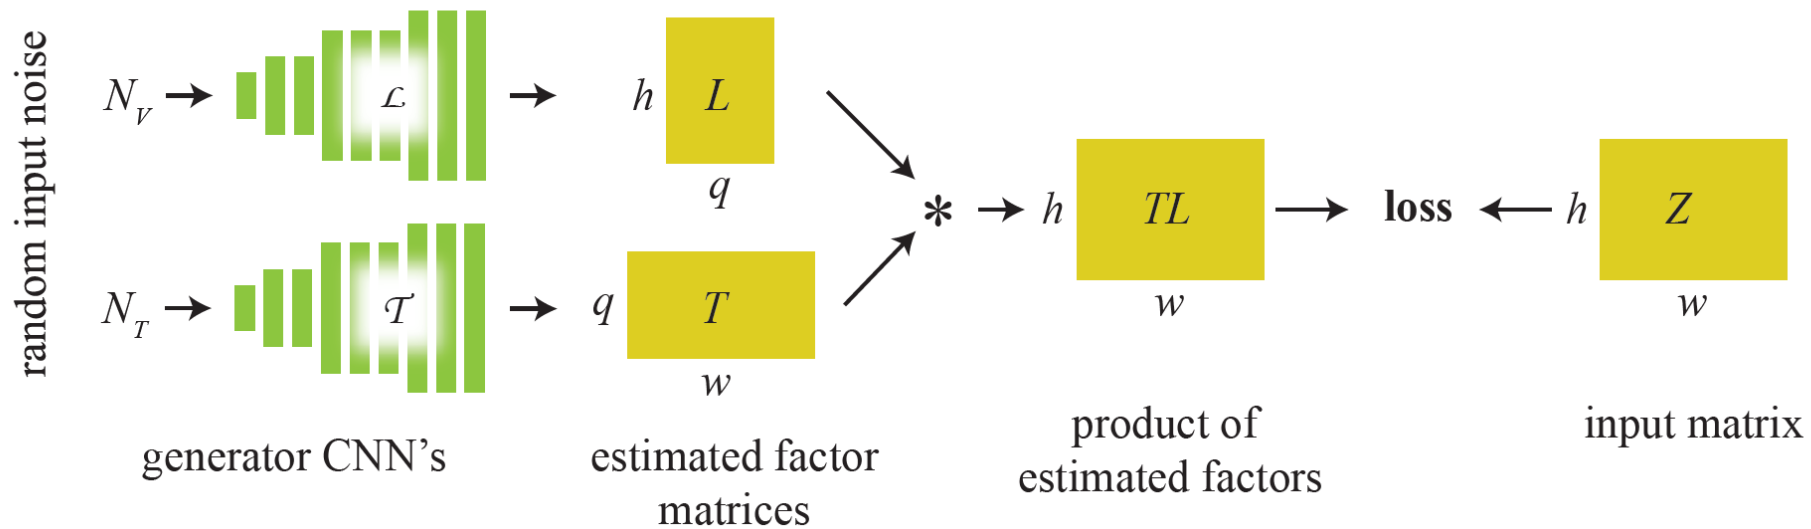 random input noise
N_V
ℒ
h
L
q
N_T
𝒯
q
T
w
*
h
TL
w
loss
h
Z
w
generator CNN's
estimated factor
matrices
product of
estimated factors
input matrix